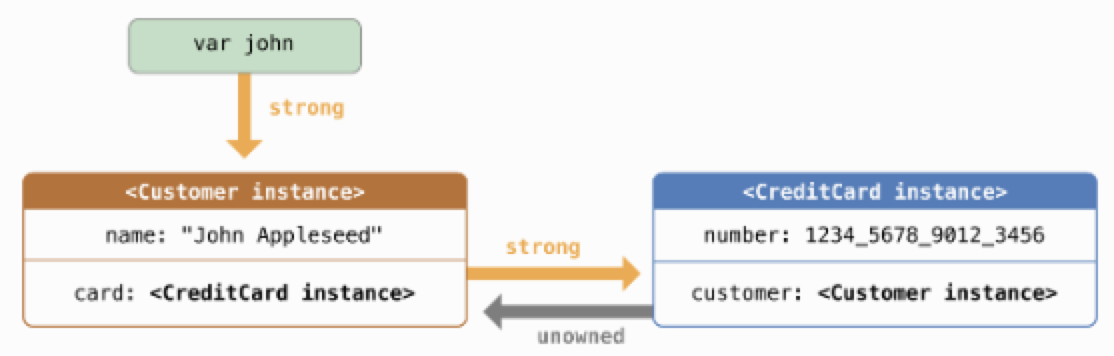 var john
strong
<Customer instance>
name: "John Appleseed"
card: <CreditCard instance>
strong
unowned
<CreditCard instance>
number: 1234_5678_9012_3456
customer: <Customer instance>